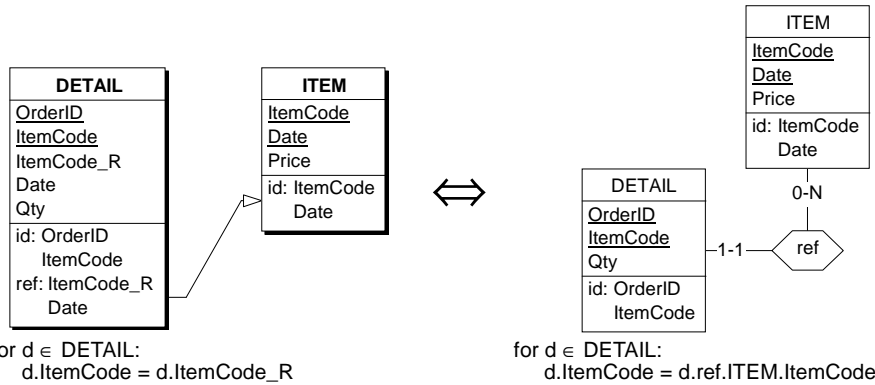 DETAIL
OrderID
ItemCode
ItemCode_R
Date
Qty
id: OrderID
ItemCode
ref: ItemCode_R
Date
ITEM
ItemCode
Date
Price
id: ItemCode
Date
or d ∈ DETAIL:
d.ItemCode = d.ItemCode_R
⇔
ITEM
ItemCode
Date
Price
id: ItemCode
Date
0-N
DETAIL
OrderID
ItemCode
Qty
id: OrderID
ItemCode
1-1
ref
for d ∈ DETAIL:
d.ItemCode = d.ref.ITEM.ItemCode